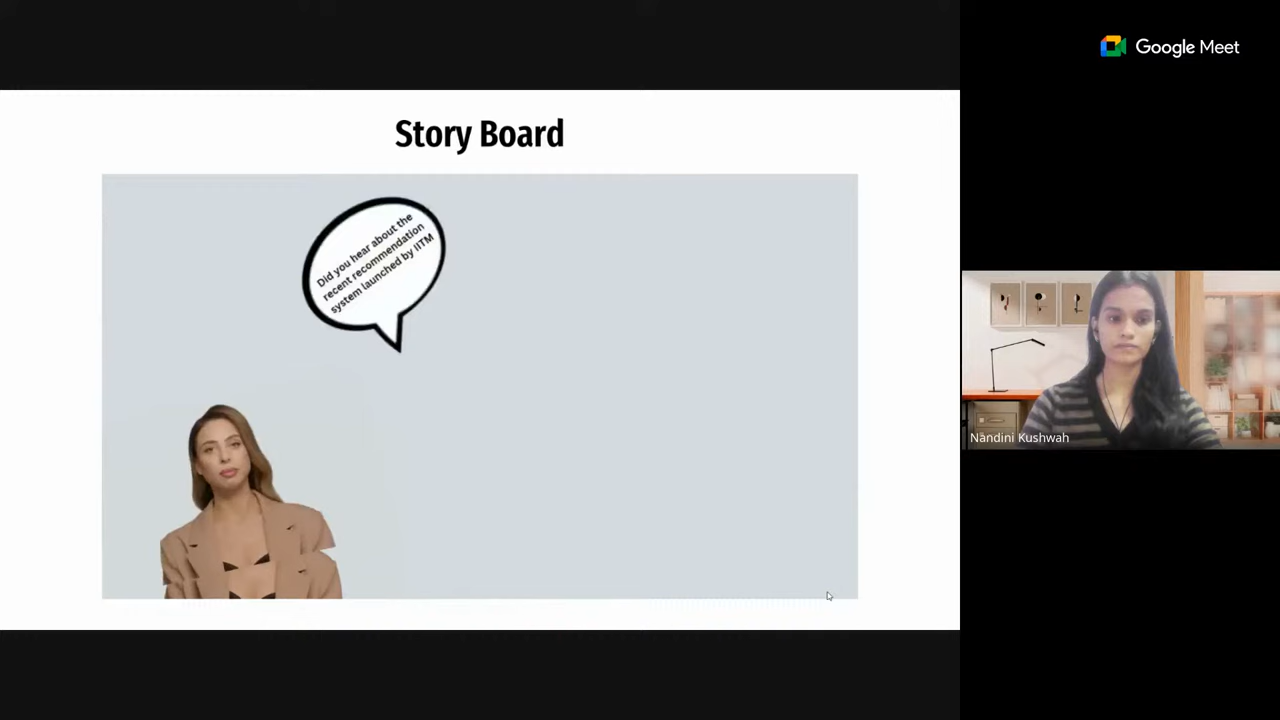 Google Meet
Story Board
Did you hear about the
recent recommendation
system launched by IITM
Nandini Kushwah